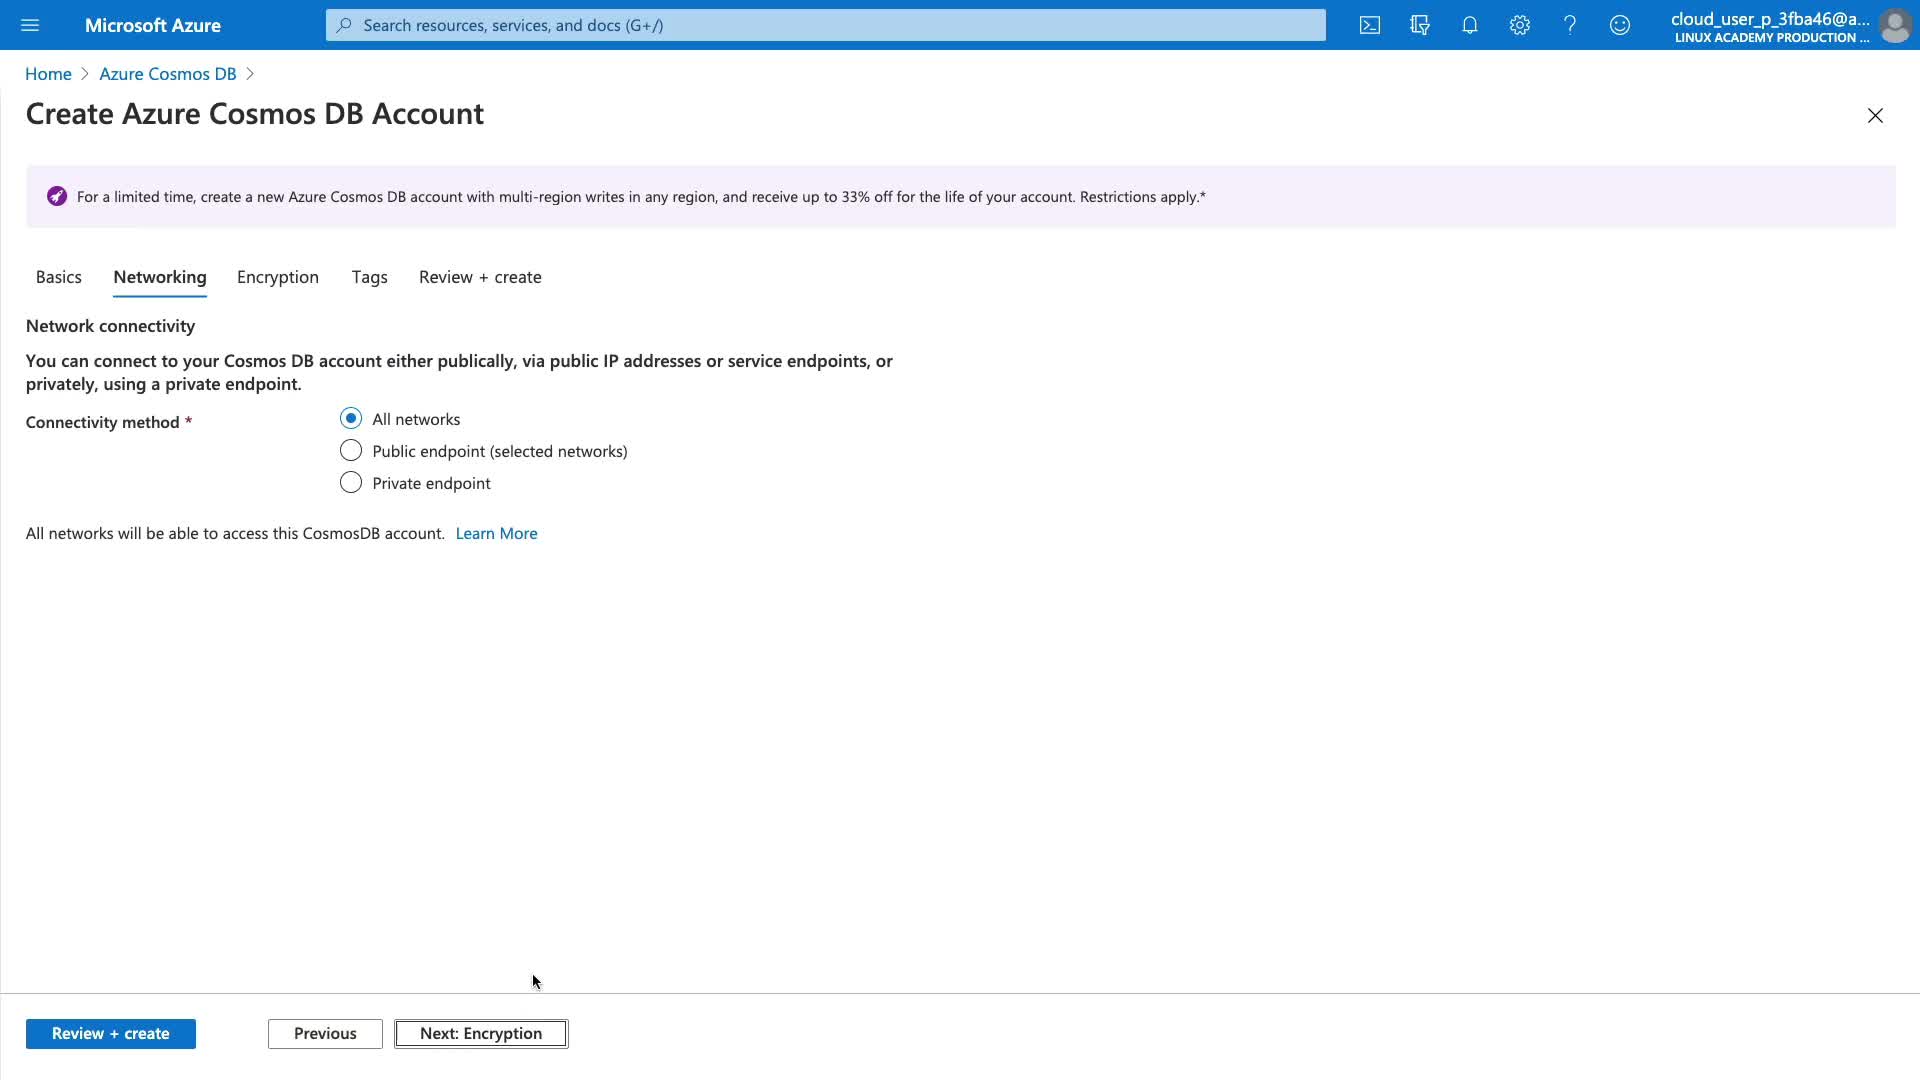 Microsoft Azure
Search resources, services, and docs (G+/)
cloud_user_p_3fba46@a...
LINUX ACADEMY PRODUCTION ...
Home
Azure Cosmos DB
Create Azure Cosmos DB Account
For a limited time, create a new Azure Cosmos DB account with multi-region writes in any region, and receive up to 33% off for the life of your account. Restrictions apply.*
Basics
Networking
Encryption
Tags
Review + create
Network connectivity
You can connect to your Cosmos DB account either publically, via public IP addresses or service endpoints, or
privately, using a private endpoint.
Connectivity method *
All networks
Public endpoint (selected networks)
Private endpoint
All networks will be able to access this CosmosDB account. Learn More
Review + create
Previous
Next: Encryption